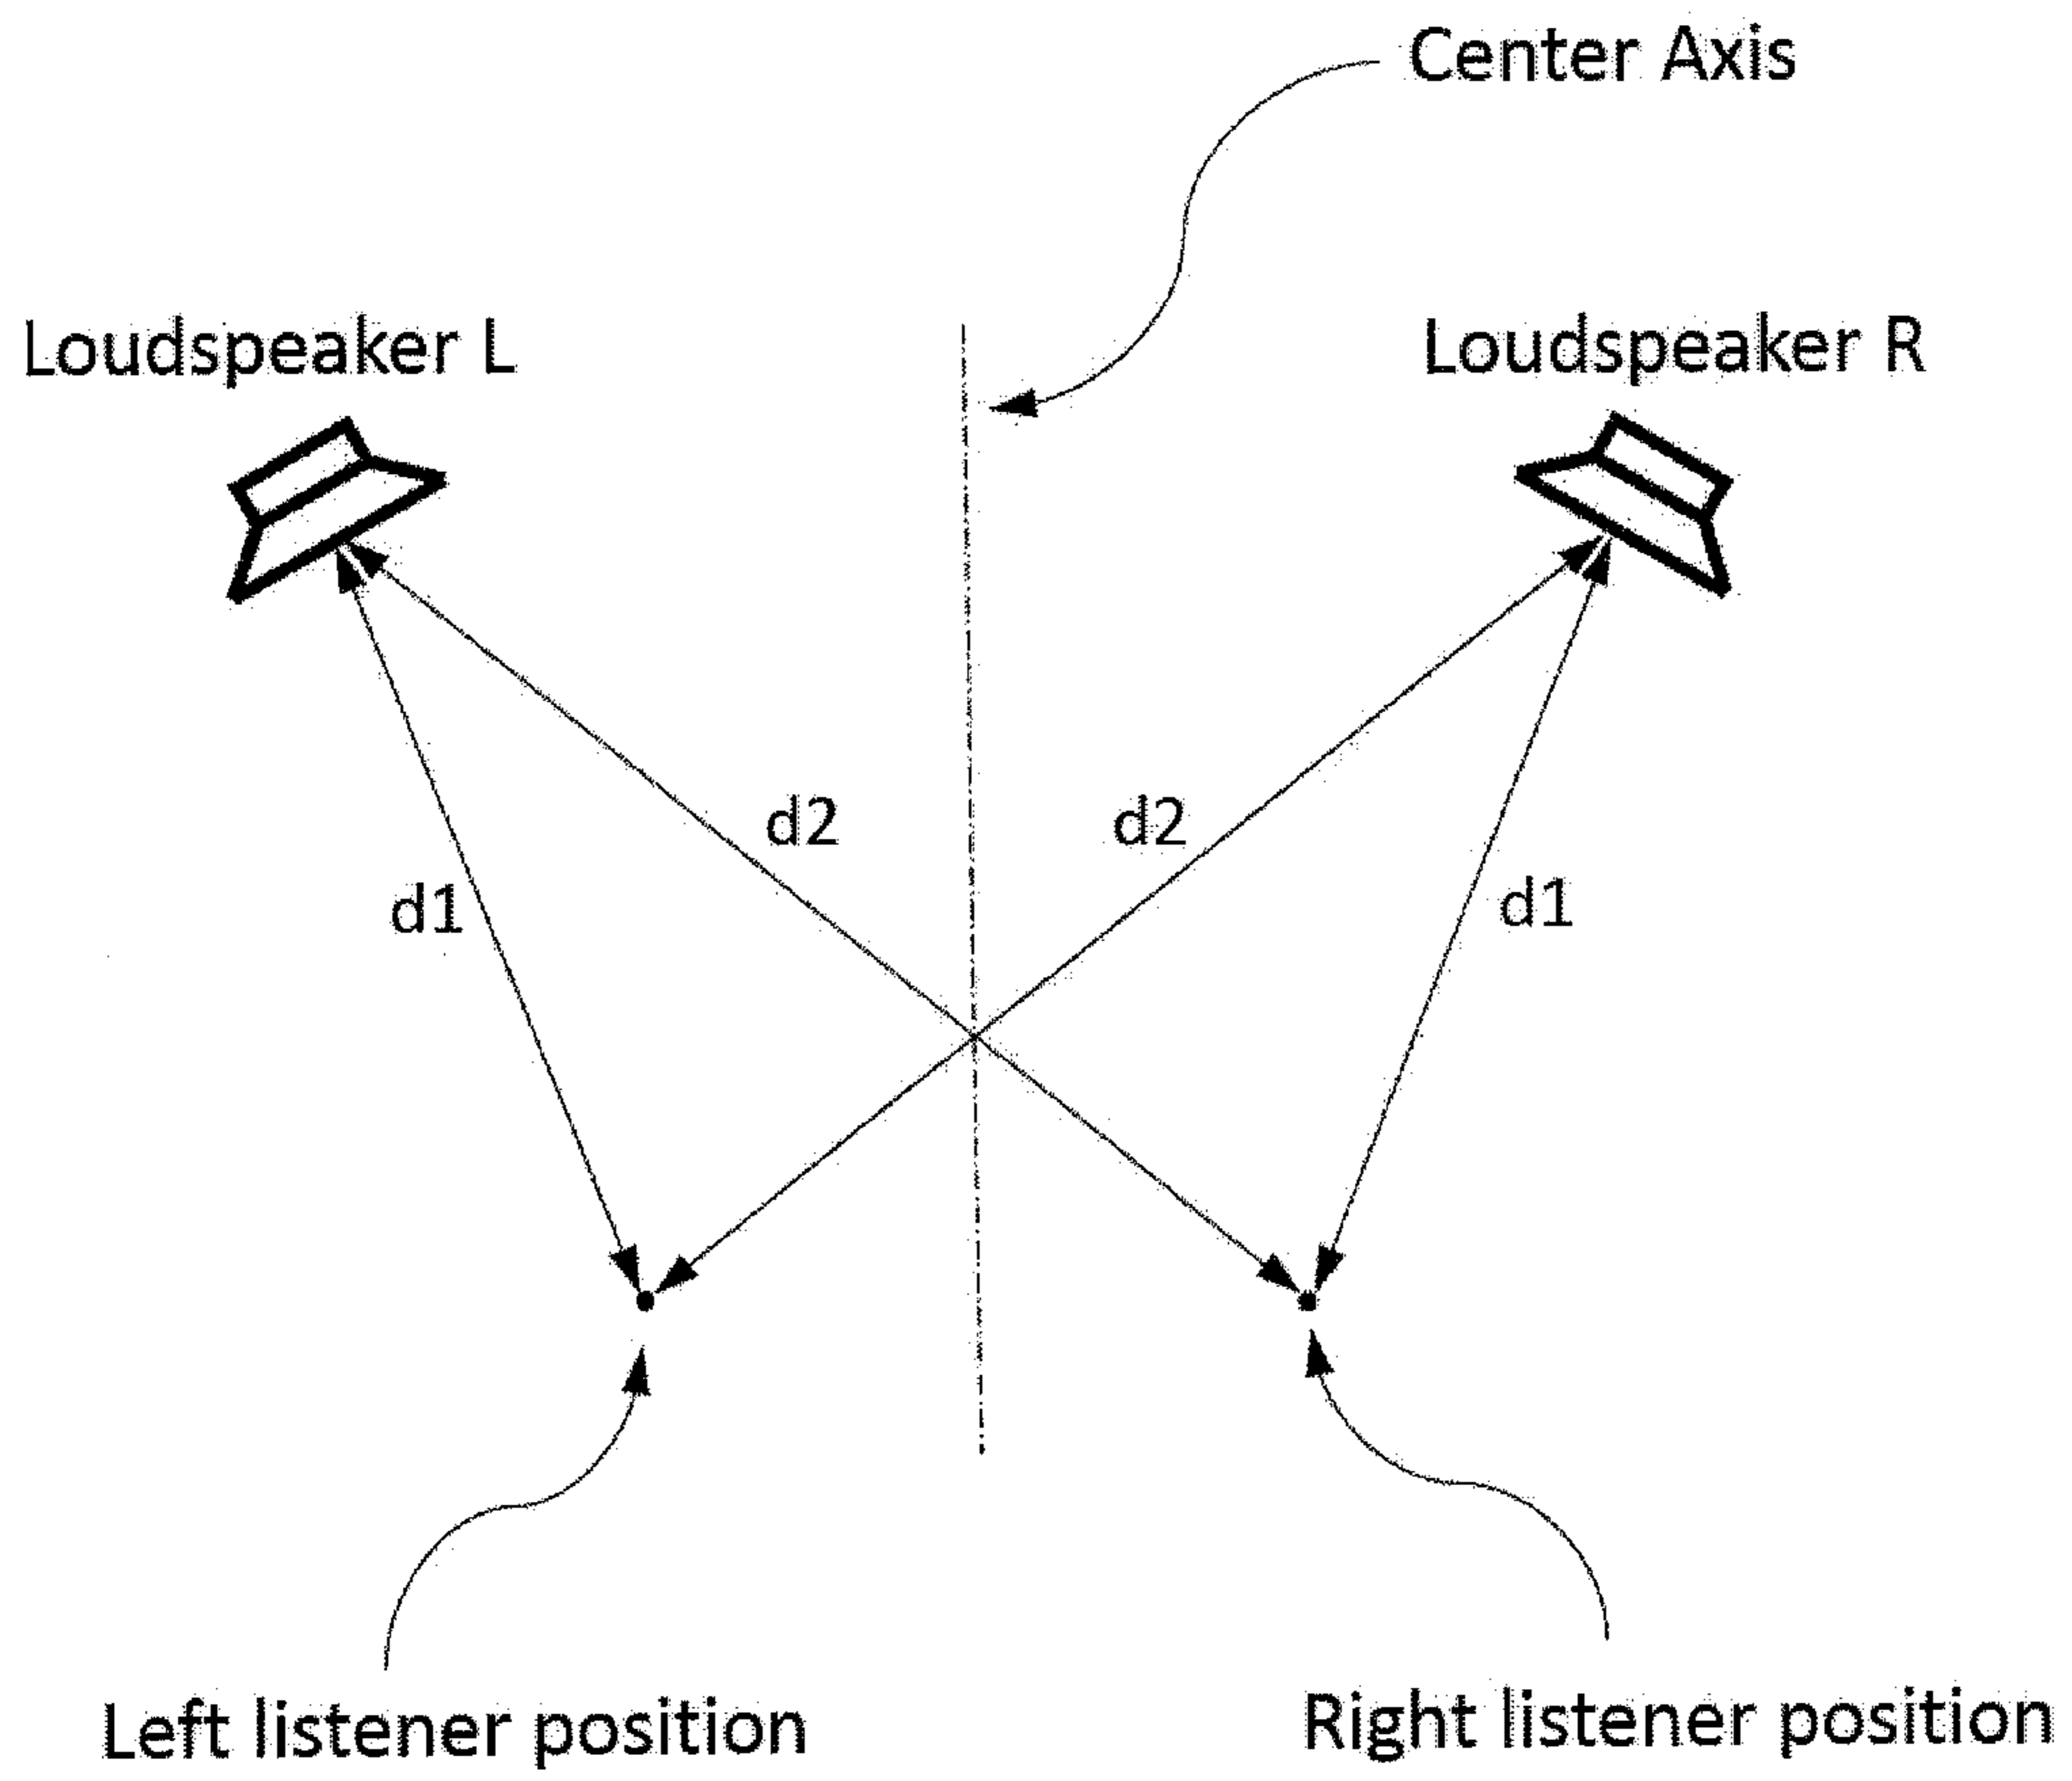 Center Axis
Loudspeaker L
Loudspeaker R
d2
d2
d1
d1
Left listener position
Right listener position